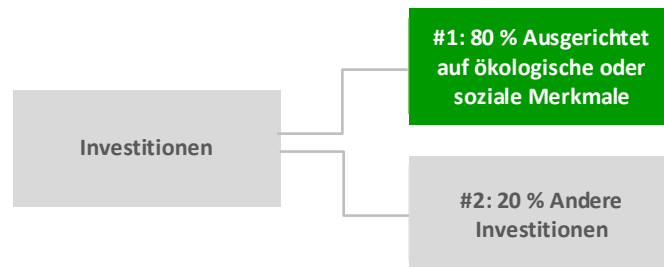 #1: 80 % Ausgerichtet
auf ökologische oder
soziale Merkmale
Investitionen
#2: 20 % Andere
Investitionen